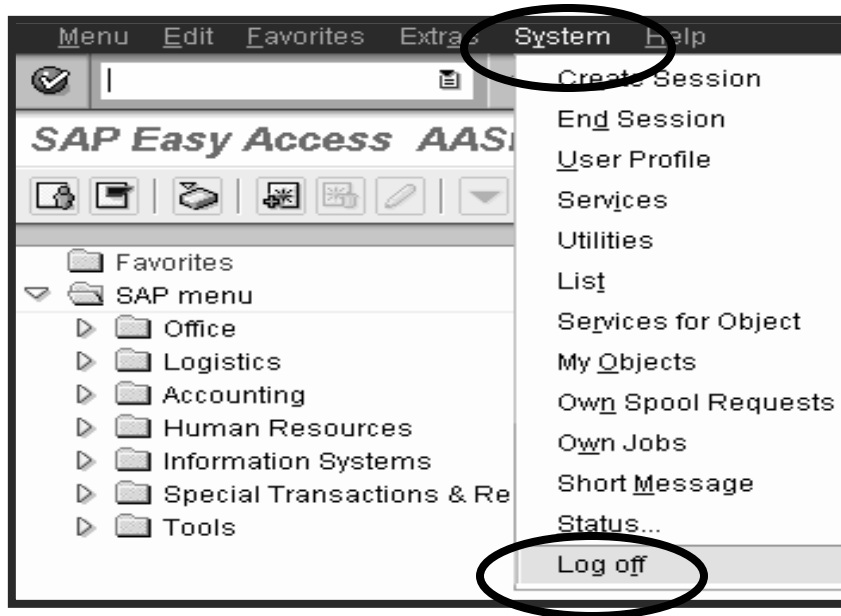 Menu Edit Favorites Extras System Help
SAP Easy Access
Favorites
SAP menu
Office
Logistics
Accounting
Human Resources
Information Systems
Special Transactions &
Tools
Create Session
End Session
User Profile
Services
Utilities
List
Services for Object
My Objects
Own Spool Requests
Own Jobs
Short Message
Status...
Log off